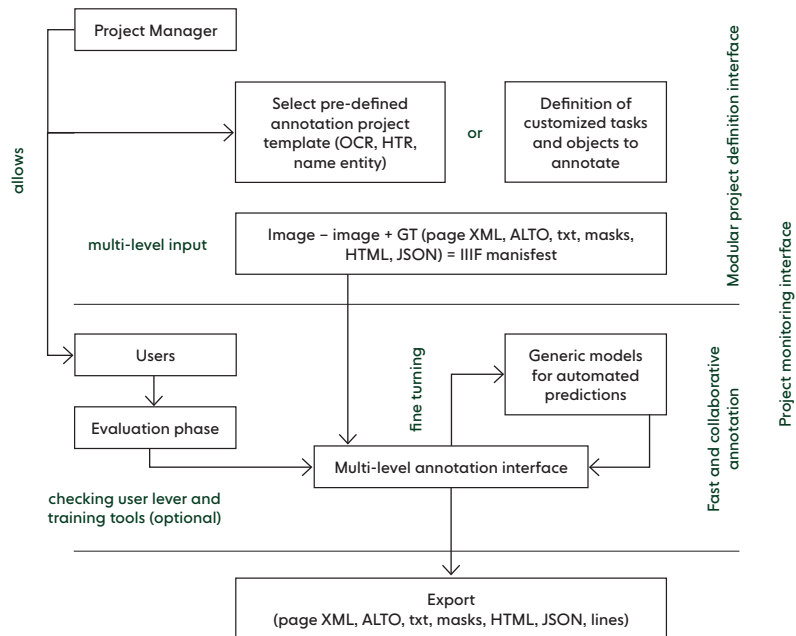 Project Manager
allows
Select pre-defined
annotation project
template (OCR, HTR,
name entity)
or
Definition of
customized tasks
and objects to
annotate
Modular project definition interface
multi-level input
Image – image + GT (page XML, ALTO, txt, masks,
HTML, JSON) = IIIF manisfest
Project monitoring interface
Users
Evaluation phase
checking user lever and
training tools (optional)
fine turning
Generic models
for automated
predictions
Multi-level annotation interface
Fast and collaborative
annotation
Export
(page XML, ALTO, txt, masks, HTML, JSON, lines)